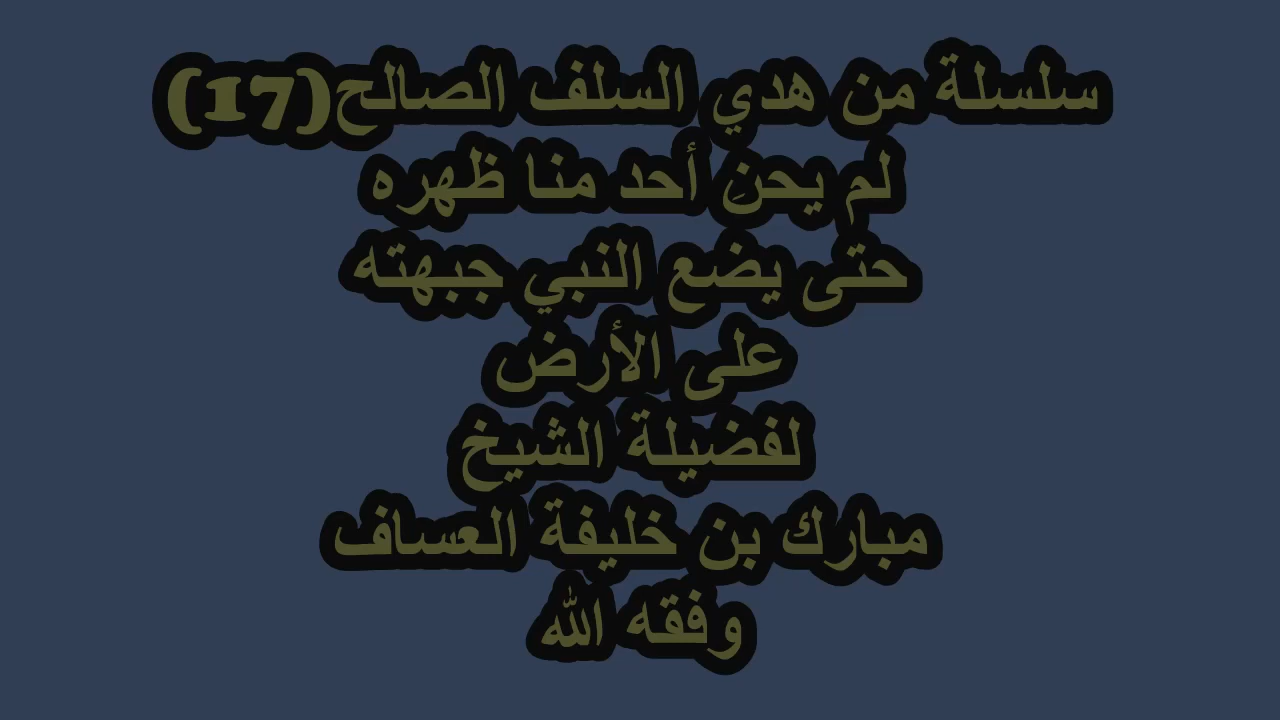 سلسلة من هدي السلف الصالح(17)
لم يحنِ أحد منا ظهره
حتى يضع النبي جبهته
على الأرض
لفضيلة الشيخ
مبارك بن خليفة العساف
وفقه الله